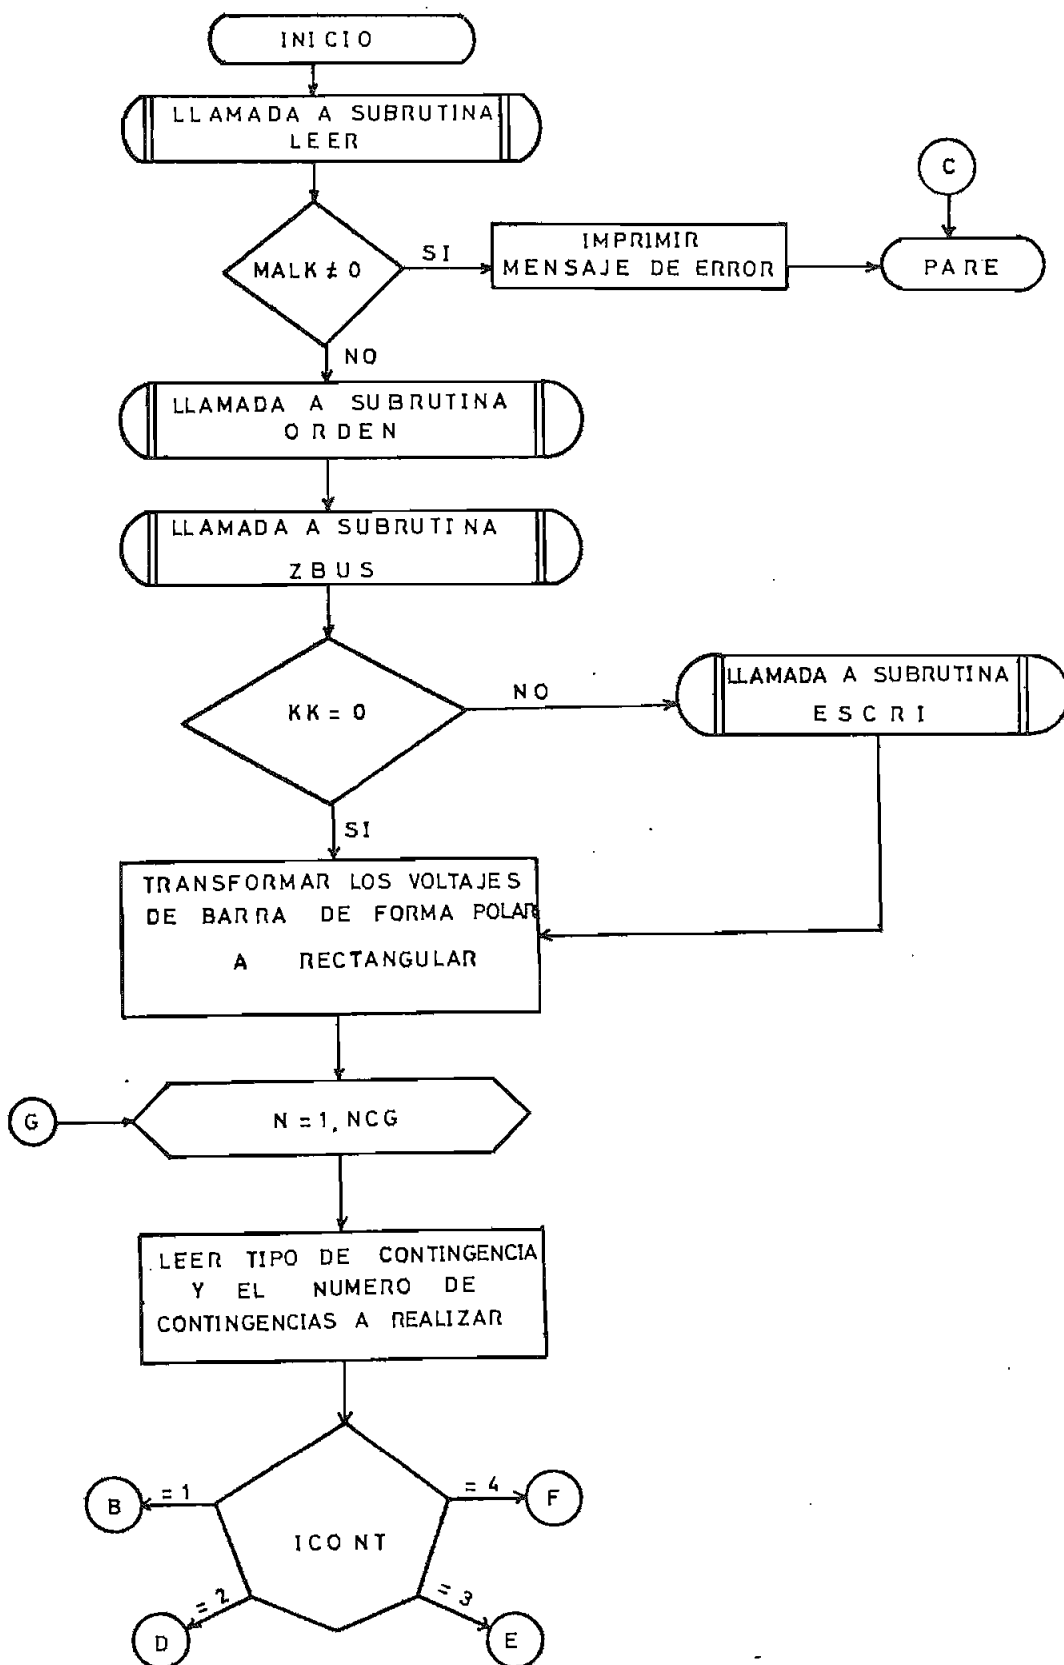 INICIO
LLAMADA A SUBRUTINA
LEER
C
MALK ≠ 0
SI
IMPRIMIR
MENSAJE DE ERROR
PARE
NO
LLAMADA A SUBRUTINA
ORDEN
LLAMADA A SUBRUTINA
ZBUS
KK = 0
NO
LLAMADA A SUBRUTINA
ESCRI
SI
TRANSFORMAR LOS VOLTAJES
DE BARRA DE FORMA POLAR
A RECTANGULAR
G
N = 1, NCG
LEER TIPO DE CONTINGENCIA
Y EL NUMERO DE
CONTINGENCIAS A REALIZAR
B
= 1
= 4
F
ICONT
= 2
= 3
D
E